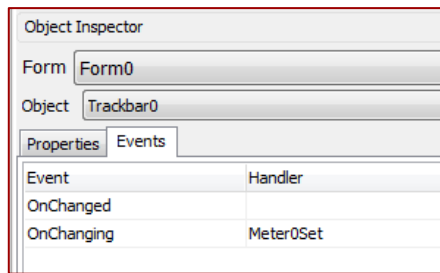 Object Inspector
Form Form0
Object Trackbar0
Properties Events
Event Handler
OnChanged
OnChanging Meter0Set